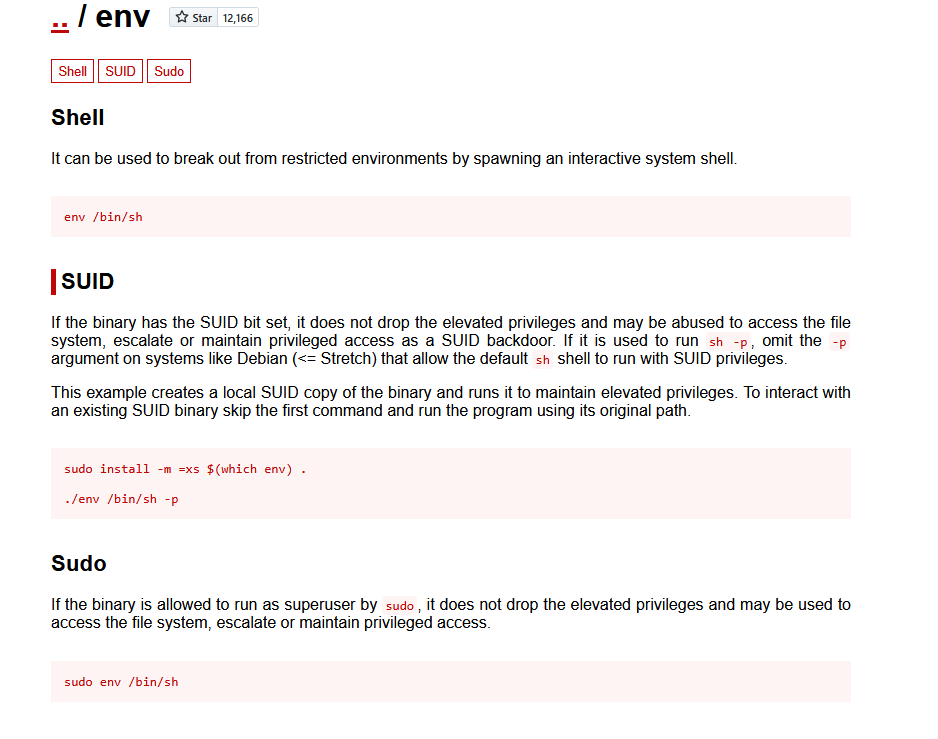 .. / env Star 12,166
Shell SUID Sudo
Shell
It can be used to break out from restricted environments by spawning an interactive system shell.
env /bin/sh
SUID
If the binary has the SUID bit set, it does not drop the elevated privileges and may be abused to access the file
system, escalate or maintain privileged access as a SUID backdoor. If it is used to run sh -p, omit the -p
argument on systems like Debian (<= Stretch) that allow the default sh shell to run with SUID privileges.
This example creates a local SUID copy of the binary and runs it to maintain elevated privileges. To interact with
an existing SUID binary skip the first command and run the program using its original path.
sudo install -m =xs $(which env) .
./env /bin/sh -p
Sudo
If the binary is allowed to run as superuser by sudo, it does not drop the elevated privileges and may be used to
access the file system, escalate or maintain privileged access.
sudo env /bin/sh